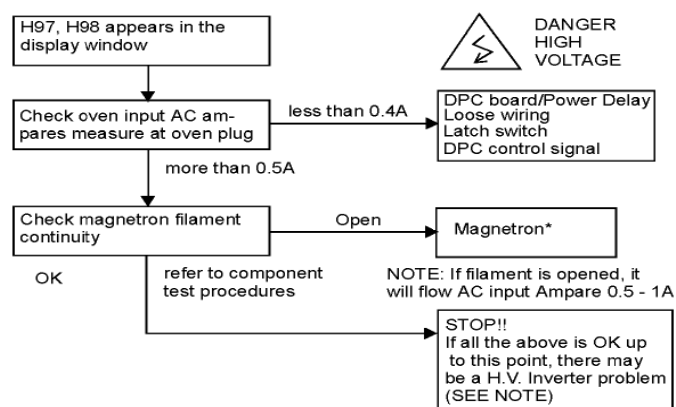 H97, H98 appears in the
display window
DANGER
HIGH
VOLTAGE
Check oven input AC am-
pares measure at oven plug
less than 0.4A
DPC board/Power Delay
Loose wiring
Latch switch
DPC control signal
more than 0.5A
Check magnetron filament
continuity
Open
Magnetron*
OK
refer to component
test procedures
NOTE: If filament is opened, it
will flow AC input Ampare 0.5 - 1A
STOP!!
If all the above is OK up
to this point, there may
be a H.V. Inverter problem
(SEE NOTE)